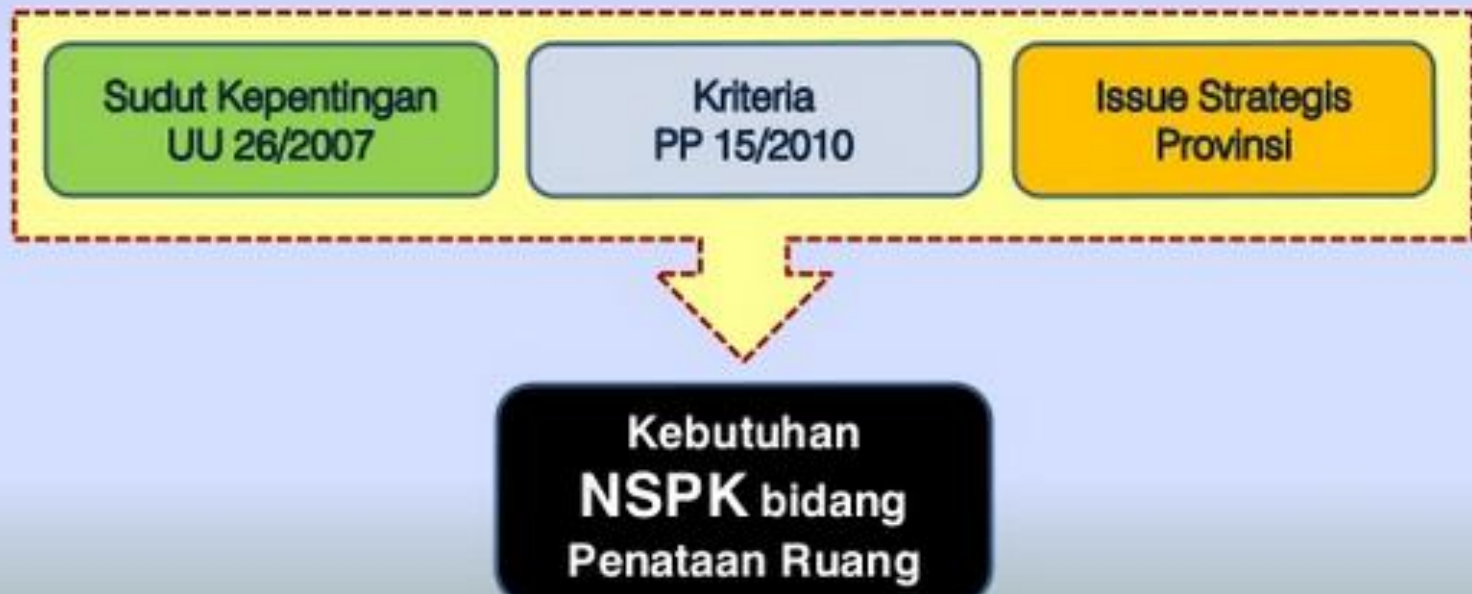 Sudut Kepentingan
UU 26/2007
Kriteria
PP 15/2010
Issue Strategis
Provinsi
Kebutuhan
NSPK bidang
Penataan Ruang